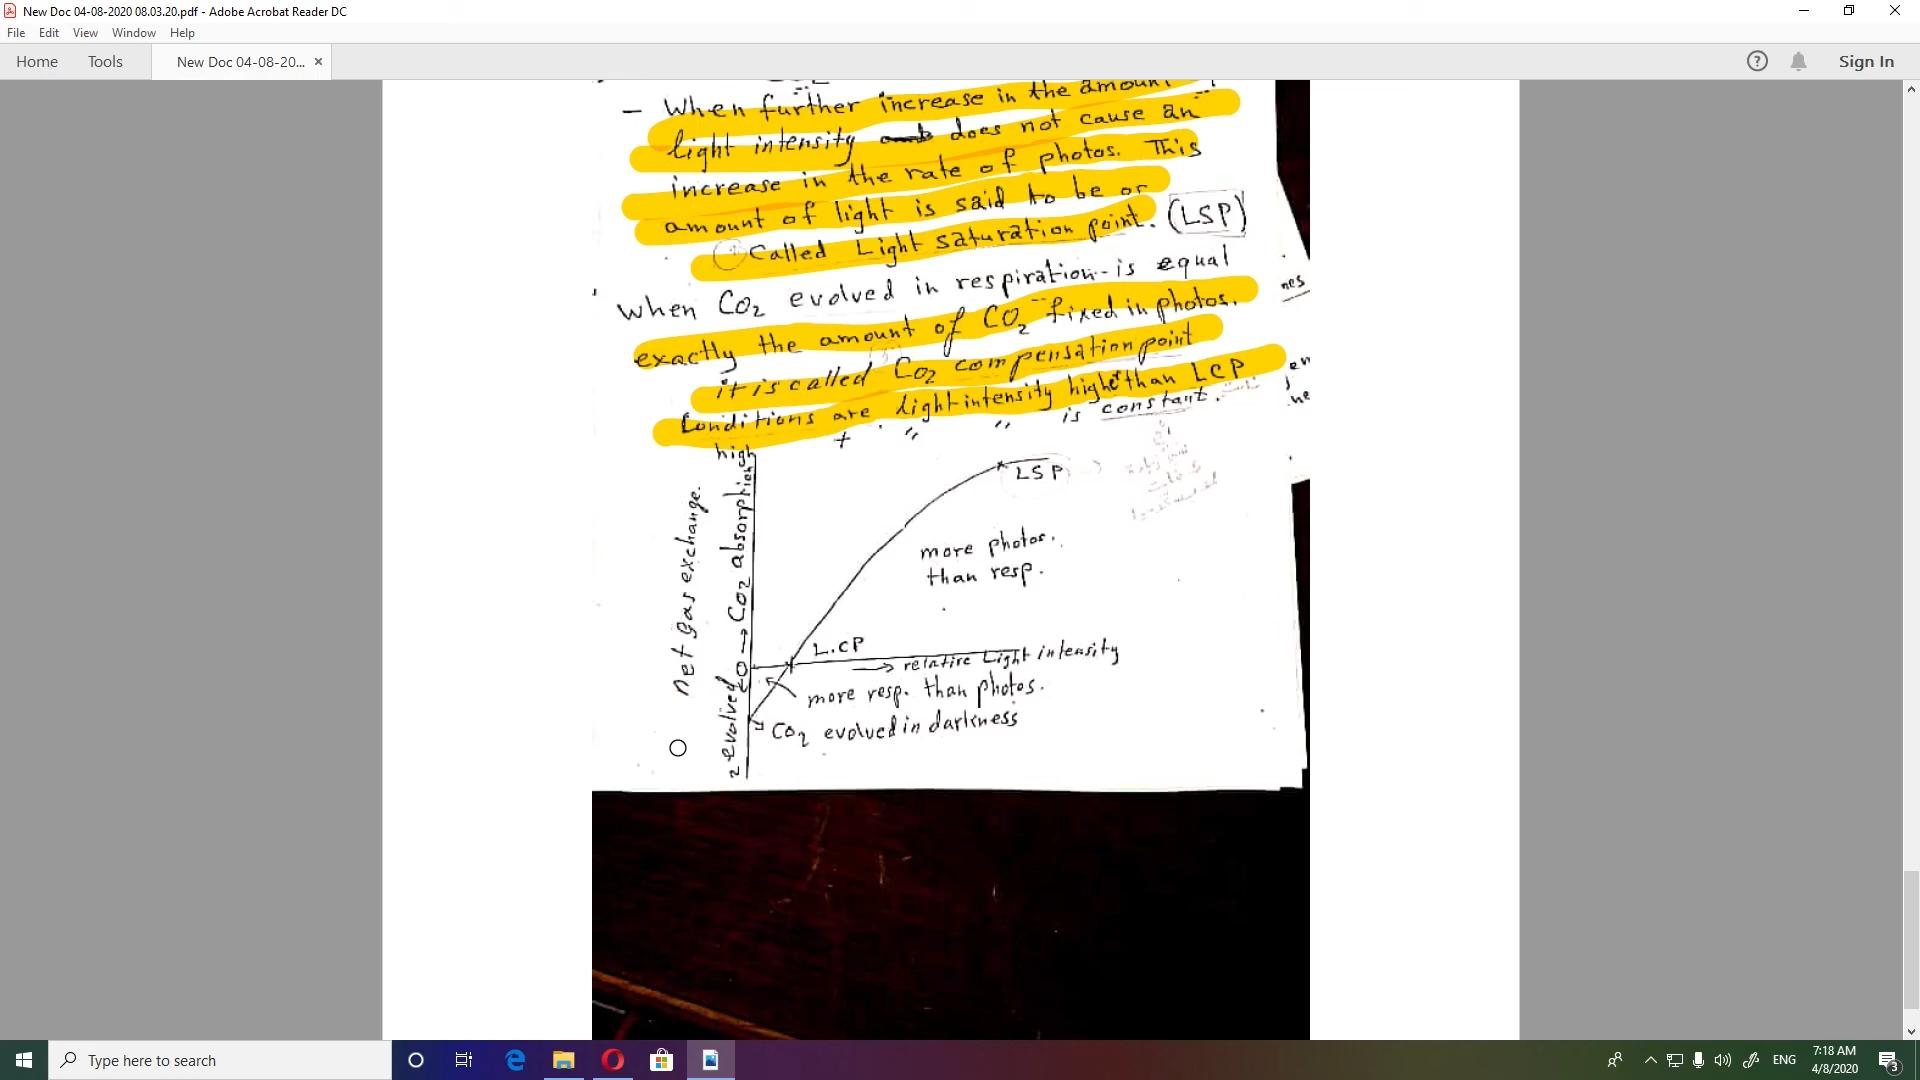 New Doc 04-08-2020 08.03.20.pdf - Adobe Acrobat Reader DC
File Edit View Window Help
Home Tools New Doc 04-08-20... × ? Sign In
- When further increase in the amount
light intensity does not cause an
increase in the rate of photos. This
amount of light is said to be or
Called Light saturation point. (LSP)
When CO2 evolved in respiration is equal
exactly the amount of CO2 fixed in photos.
it is called CO2 compensation point
Conditions are light intensity higher than LCP
+ " " is constant.
nes
high
LSP
Net Gas exchange.
CO2 absorption
more photos.
than resp.
L.CP
→ relative Light intensity
0
2 evolved
more resp. than photos.
CO2 evolved in darkness
Type here to search
ENG
7:18 AM
4/8/2020
3